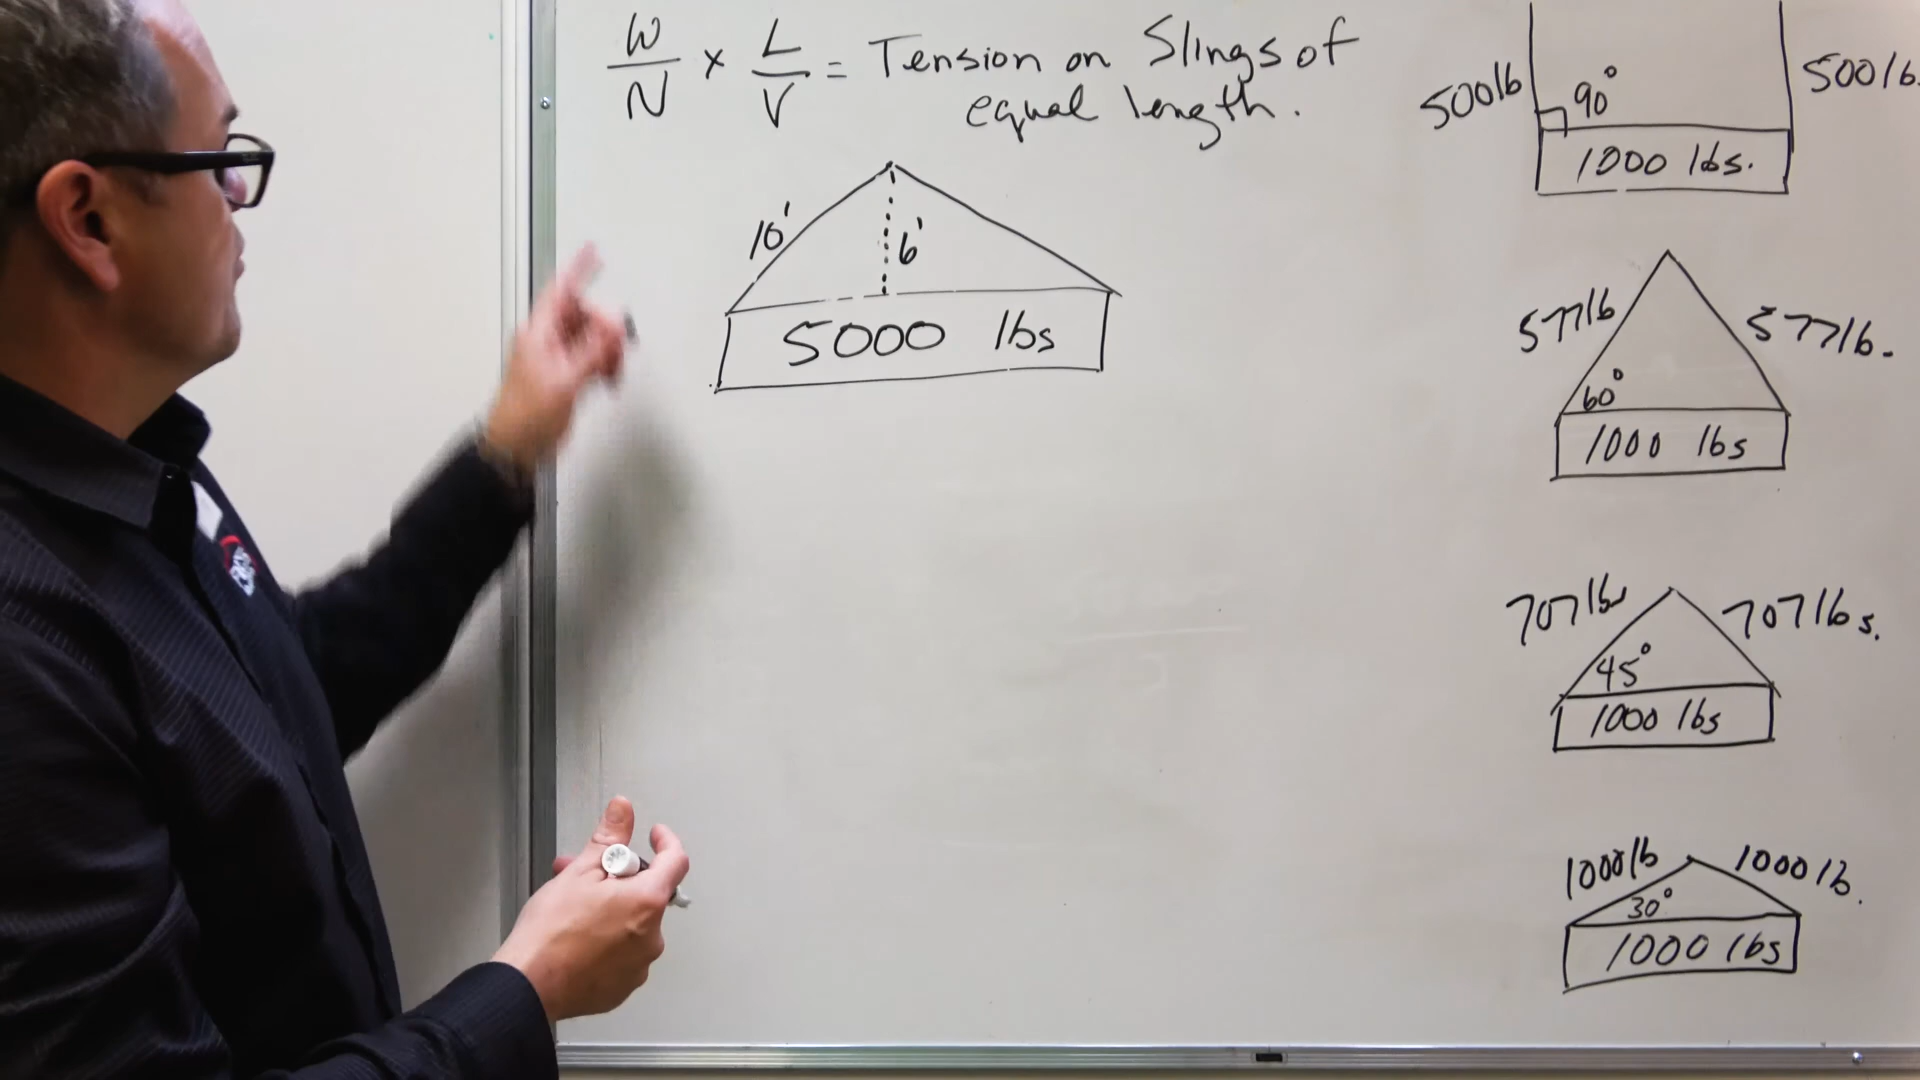 W/N × L/V = Tension on Slings of
equal length.
10' 6'
5000 lbs
500lb 90° 500lb.
1000 lbs.
577lb 577lb.
60°
1000 lbs
707lbs 707lbs.
45°
1000 lbs
1000lb 1000lb.
30°
1000 lbs